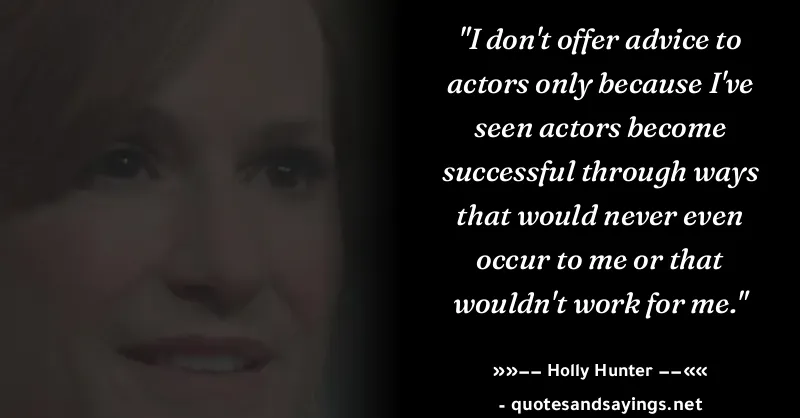 "I don't offer advice to
actors only because I've
seen actors become
successful through ways
that would never even
occur to me or that
wouldn't work for me."
»»−− Holly Hunter −−««
- quotesandsayings.net